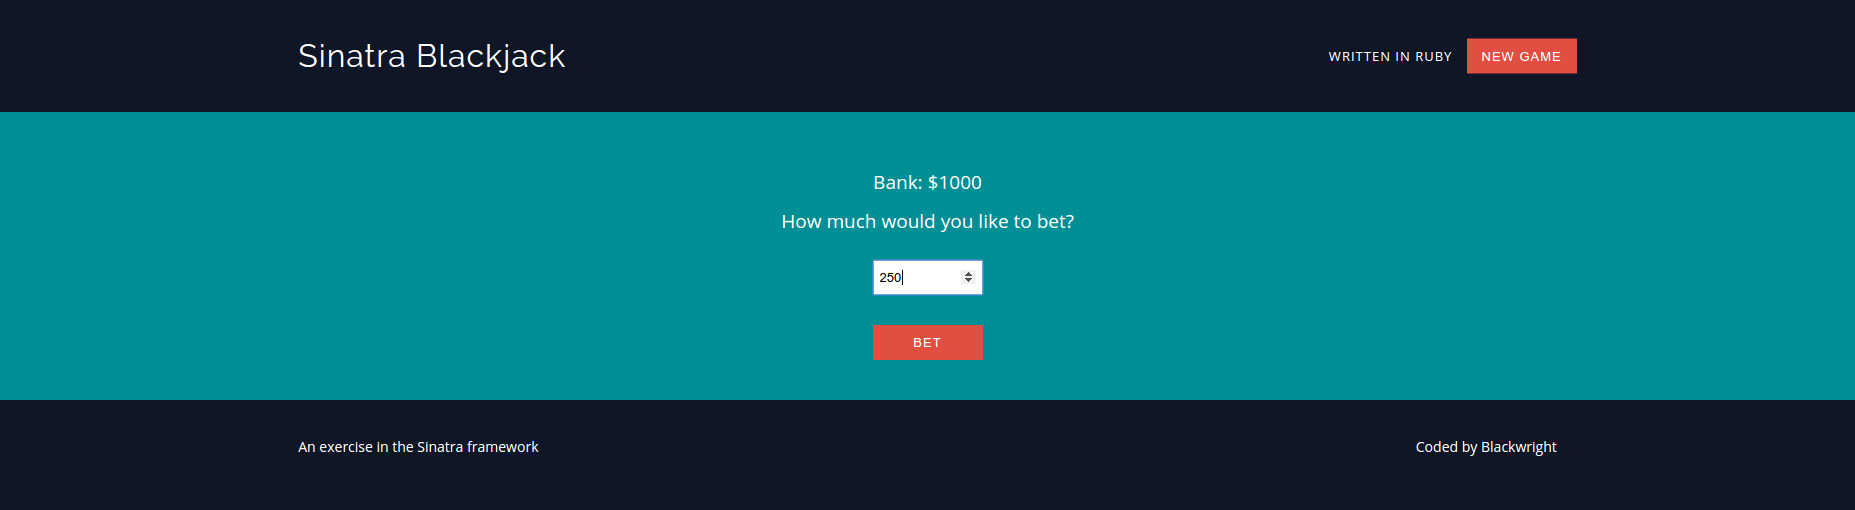 Sinatra Blackjack
WRITTEN IN RUBY
NEW GAME
Bank: $1000
How much would you like to bet?
250
BET
An exercise in the Sinatra framework
Coded by Blackwright